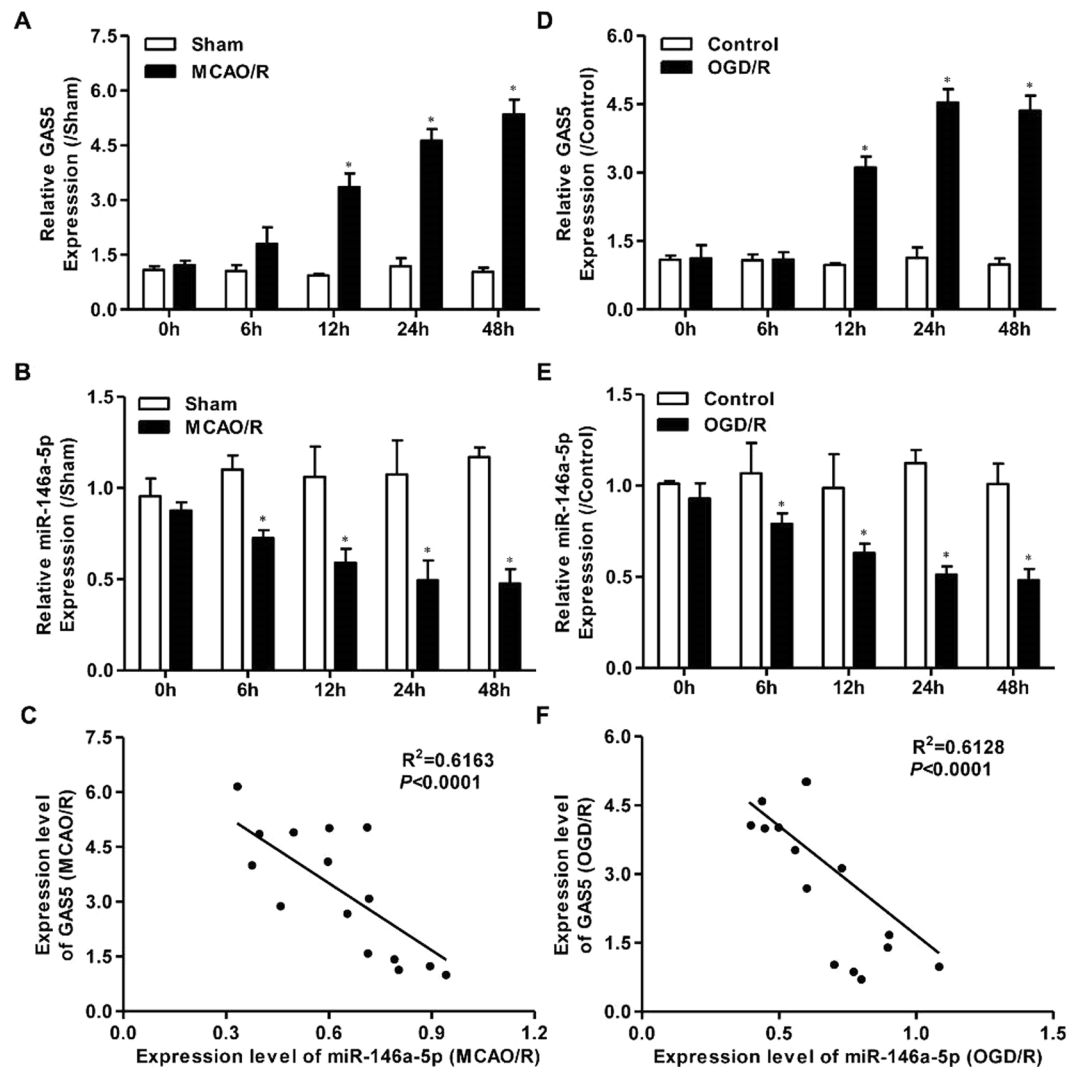 A
Relative GAS5
Expresssion (/Sham)
7.5
6.0
4.5
3.0
1.5
0.0
Sham
MCAO/R
*
*
*
0h
6h
12h
24h
48h
D
Relative GAS5
Expresssion (/Control)
6.0
4.5
3.0
1.5
0.0
Control
OGD/R
*
*
*
0h
6h
12h
24h
48h
B
Relative miR-146a-5p
Expresssion (/Sham)
1.5
1.0
0.5
0.0
Sham
MCAO/R
*
*
*
*
0h
6h
12h
24h
48h
E
Relative miR-146a-5p
Expresssion (/Control)
1.5
1.0
0.5
0.0
Control
OGD/R
*
*
*
*
0h
6h
12h
24h
48h
C
Expression level
of GAS5 (MCAO/R)
7.5
6.0
4.5
3.0
1.5
0.0
R²=0.6163
P<0.0001
0.0
0.3
0.6
0.9
1.2
Expression level of miR-146a-5p (MCAO/R)
F
Expression level
of GAS5 (OGD/R)
6.0
4.5
3.0
1.5
0.0
R²=0.6128
P<0.0001
0.0
0.5
1.0
1.5
Expression level of miR-146a-5p (OGD/R)